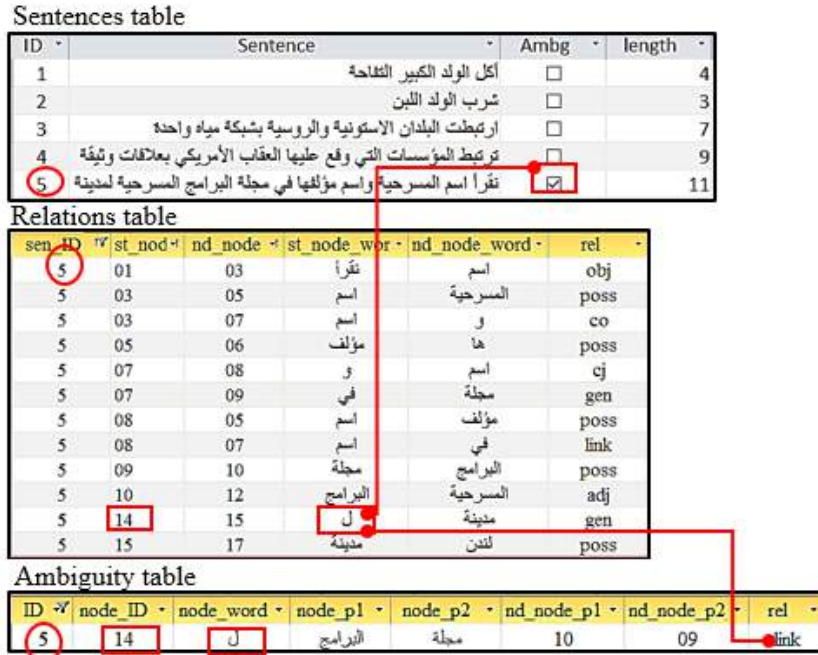 Sentences table
ID Sentence Ambg length
1 أكل الولد الكبير التفاحة 4
2 شرب الولد اللبن 3
3 ارتبطت البلدان الاستونية والروسية بشبكة مياه واحدة 7
4 ترتبط المؤسسات التي وقع عليها العقاب الأمريكي بعلاقات وثيقة 9
5 نقرأ اسم المسرحية واسم مؤلفها في مجلة البرامج المسرحية لمدينة 11
Relations table
sen_ID st_nod nd_node st_node_wor nd_node_word rel
5 01 03 نقرأ اسم obj
5 03 05 اسم المسرحية poss
5 03 07 اسم و co
5 05 06 مؤلف ها poss
5 07 08 و اسم cj
5 07 09 في مجلة gen
5 08 05 اسم مؤلف poss
5 08 07 اسم في link
5 09 10 مجلة البرامج poss
5 10 12 البرامج المسرحية adj
5 14 15 ل مدينة gen
5 15 17 مدينة لندن poss
Ambiguity table
ID node_ID node_word node_p1 node_p2 nd_node_p1 nd_node_p2 rel
5 14 ل البرامج مجلة 10 09 link